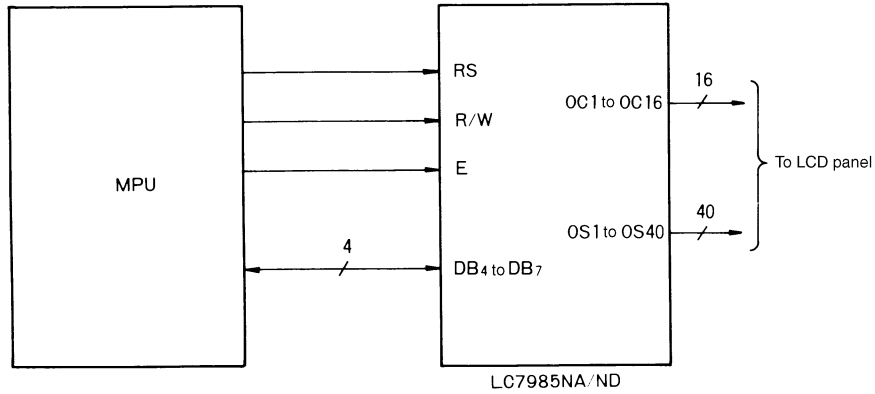 MPU
RS
R/W
E
4
DB4 to DB7
OC1 to OC16
16
OS1 to OS40
40
To LCD panel
LC7985NA/ND